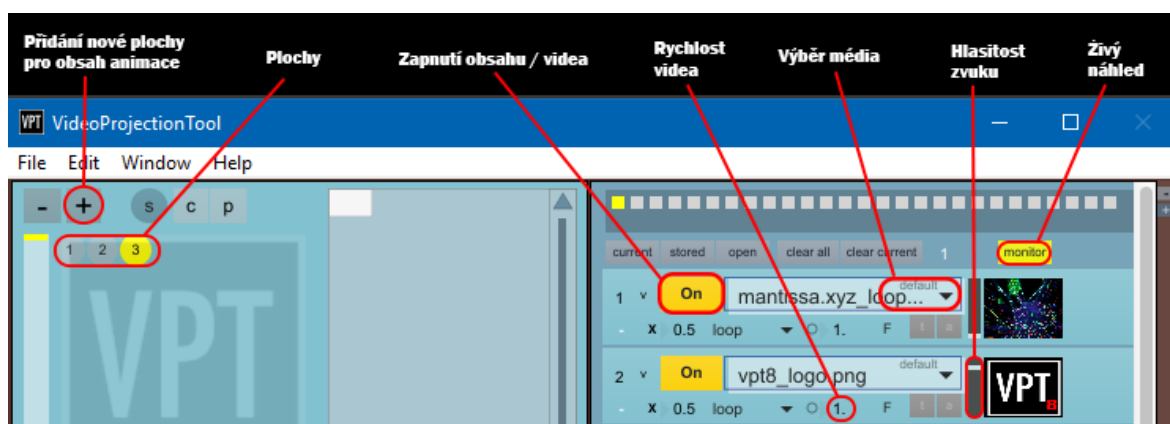 Přidání nové plochy
pro obsah animace
Plochy
Zapnutí obsahu / videa
Rychlost
videa
Výběr média
Hlasitost
zvuku
Živý
náhled
VPT VideoProjectionTool
File Edit Window Help
- + s c p
1 2 3
VPT
current stored open clear all clear current 1 monitor
1 v On mantissa.xyz_loop... default
- x 0.5 loop 1. F t a
2 v On vpt8_logo.png default
- x 0.5 loop 1. F t a
VPT 8